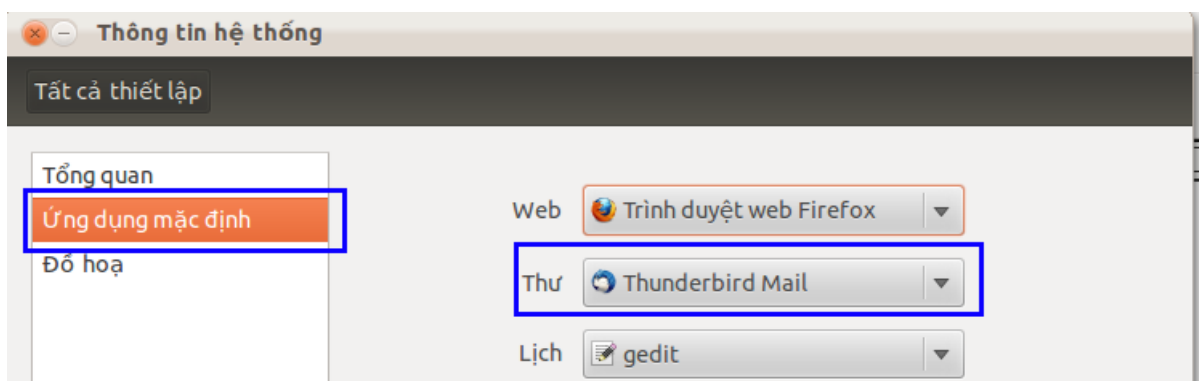 Thông tin hệ thống
Tất cả thiết lập
Tổng quan
Ứng dụng mặc định
Đồ hoạ
Web Trình duyệt web Firefox
Thư Thunderbird Mail
Lịch gedit